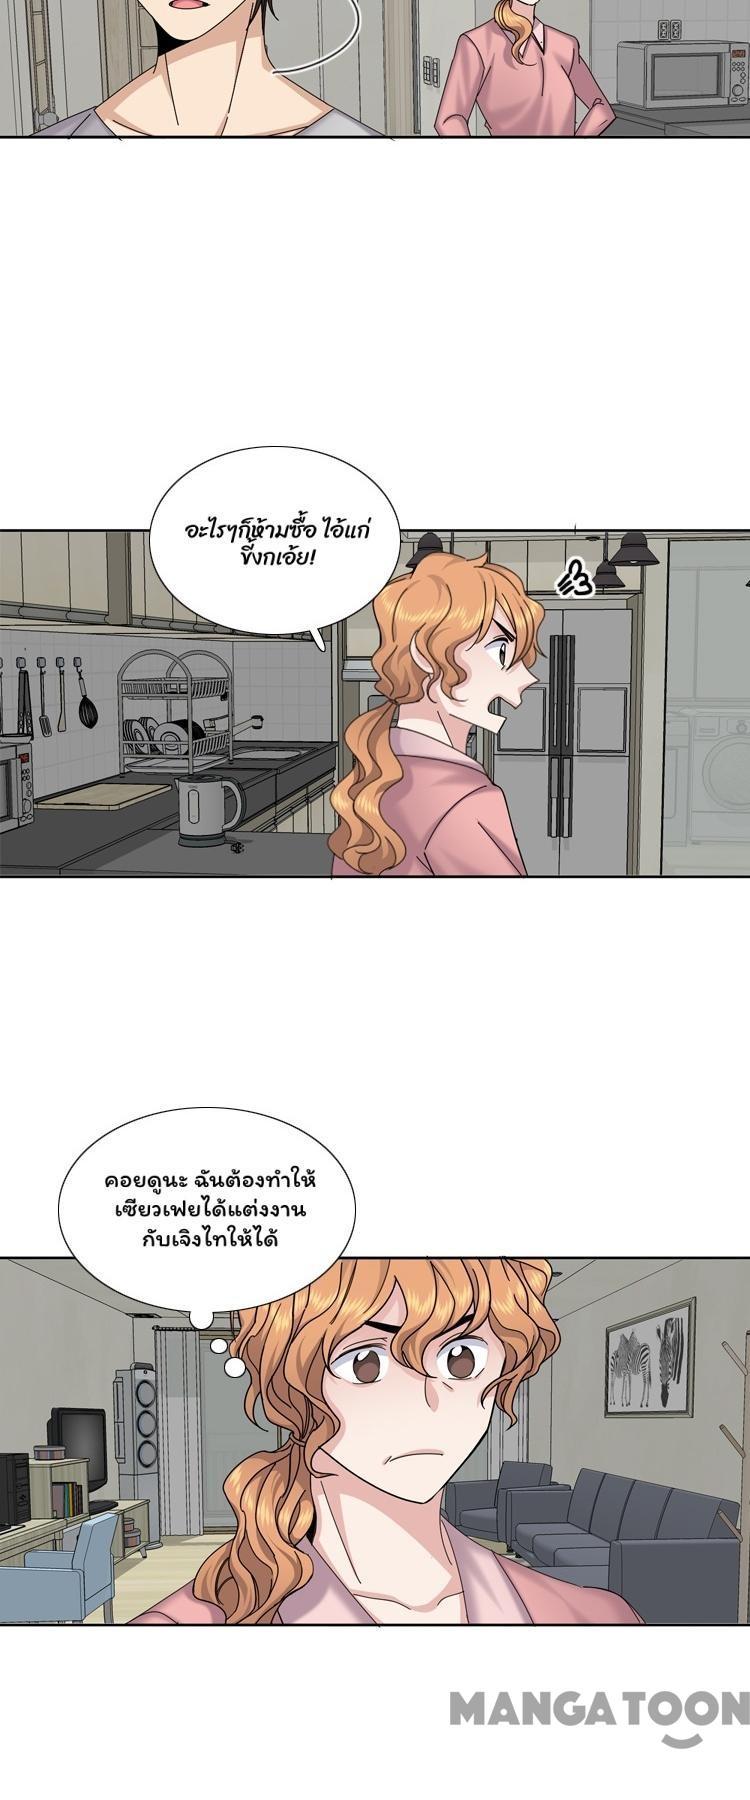 อะไรๆก็ห้ามซื้อ ไอ้แก่
ขี้งกเอ้ย!
คอยดูนะ ฉันต้องทำให้
เซียวเฟยได้แต่งงาน
กับเจิงไทให้ได้
MANGATOON